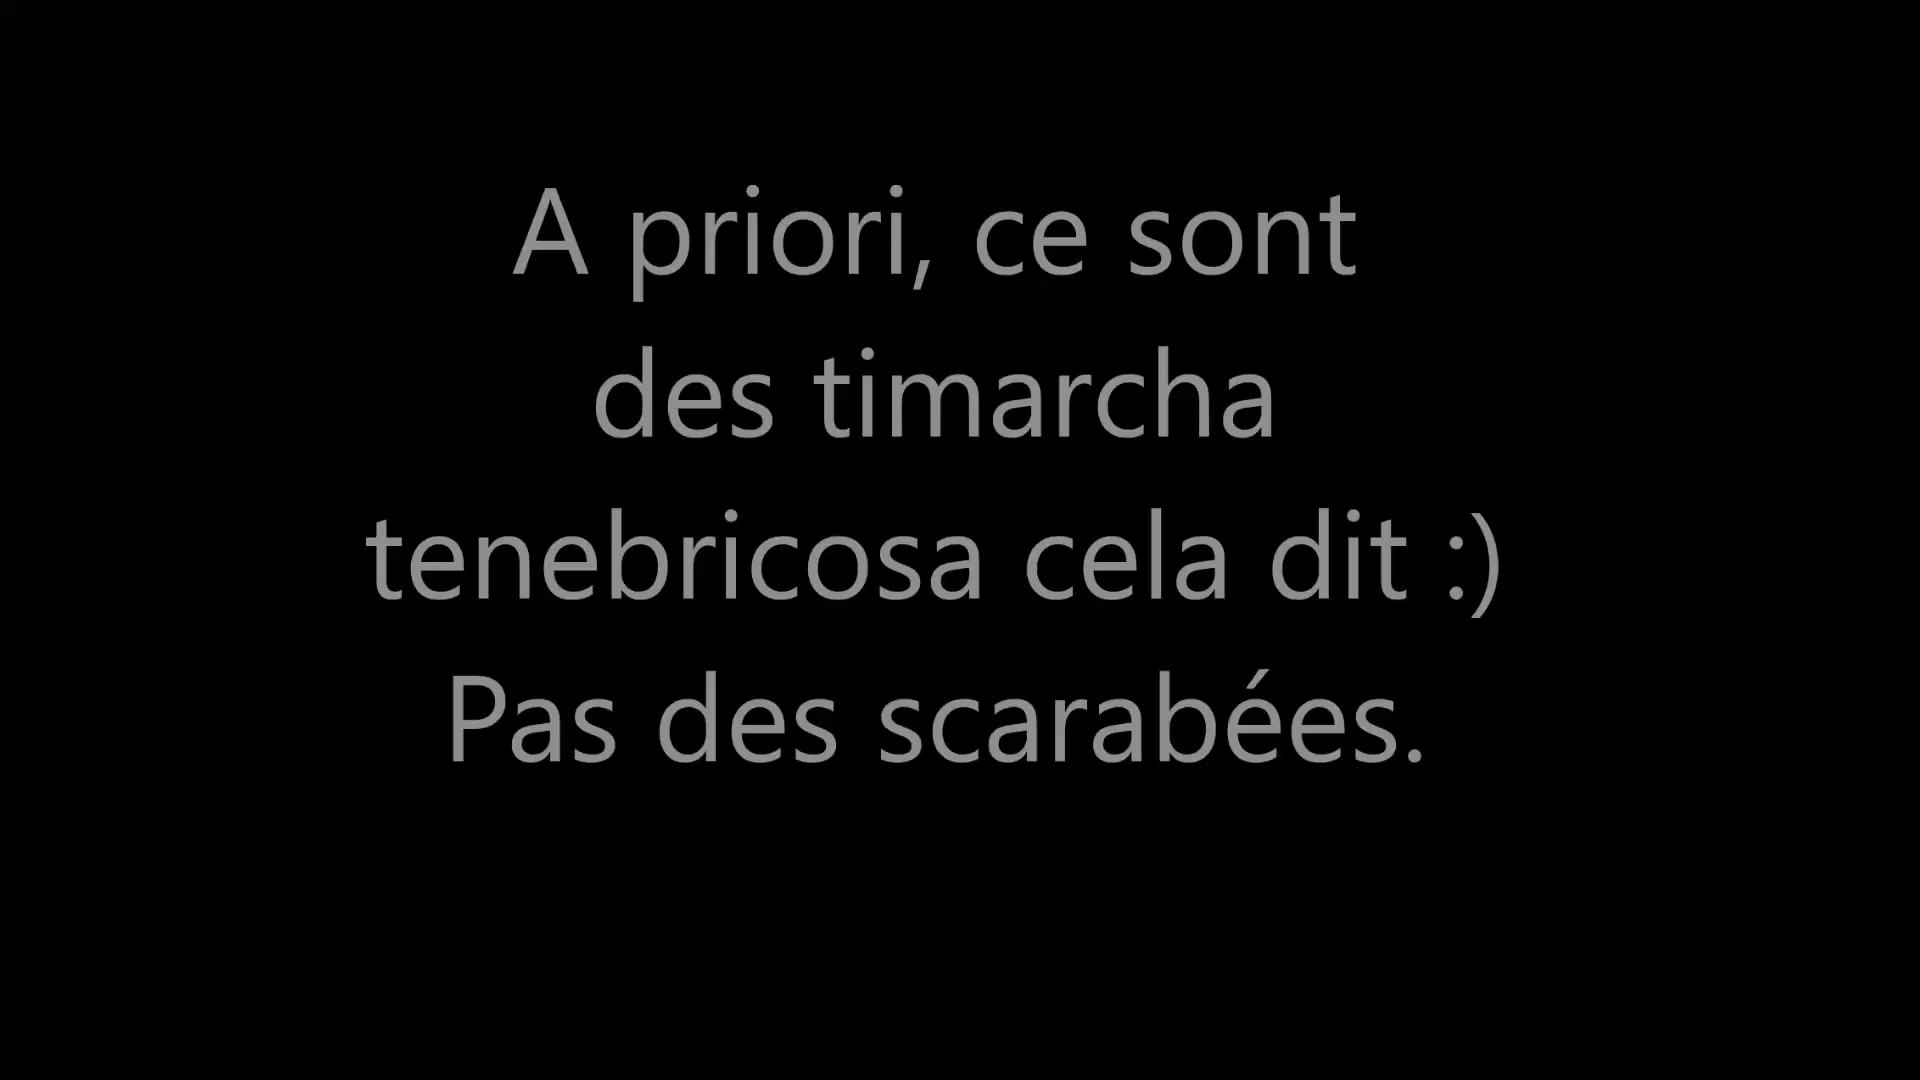 A priori, ce sont
des timarcha
tenebricosa cela dit :)
Pas des scarabées.